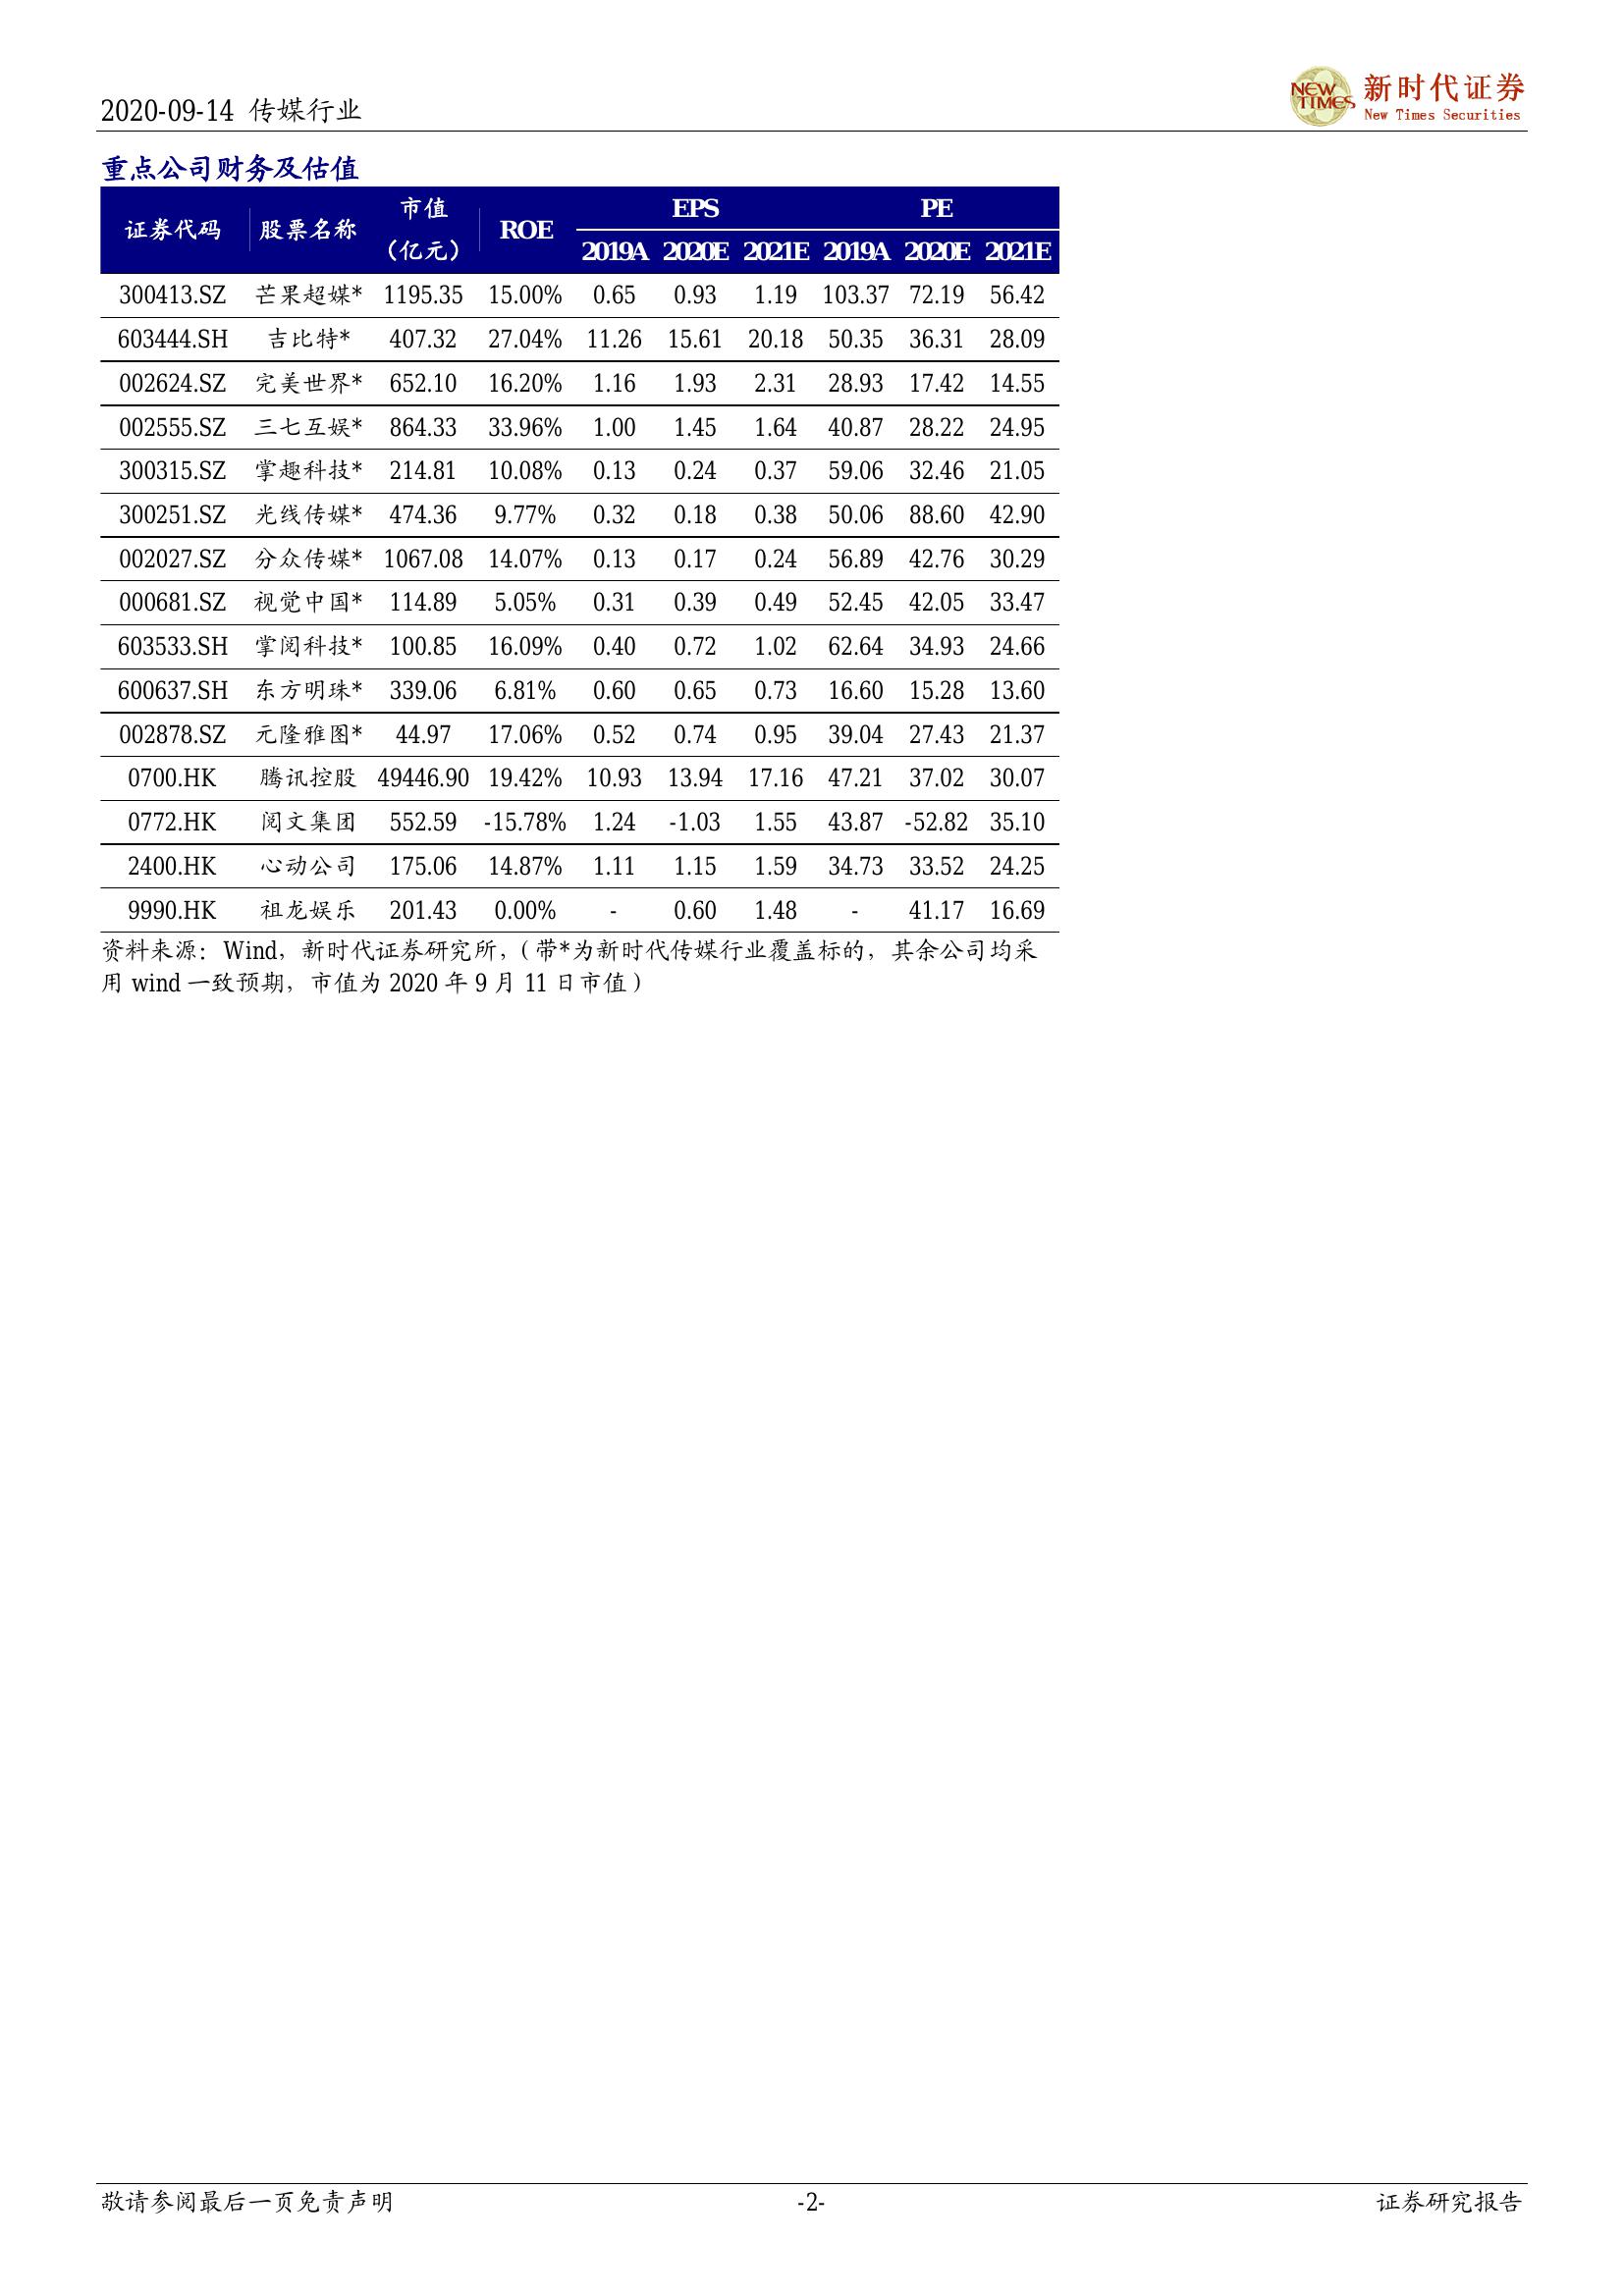 2020-09-14 传媒行业
NEW TIMES 新时代证券
New Times Securities
重点公司财务及估值
证券代码 股票名称 市值（亿元） ROE EPS PE
2019A 2020E 2021E 2019A 2020E 2021E
300413.SZ 芒果超媒* 1195.35 15.00% 0.65 0.93 1.19 103.37 72.19 56.42
603444.SH 吉比特* 407.32 27.04% 11.26 15.61 20.18 50.35 36.31 28.09
002624.SZ 完美世界* 652.10 16.20% 1.16 1.93 2.31 28.93 17.42 14.55
002555.SZ 三七互娱* 864.33 33.96% 1.00 1.45 1.64 40.87 28.22 24.95
300315.SZ 掌趣科技* 214.81 10.08% 0.13 0.24 0.37 59.06 32.46 21.05
300251.SZ 光线传媒* 474.36 9.77% 0.32 0.18 0.38 50.06 88.60 42.90
002027.SZ 分众传媒* 1067.08 14.07% 0.13 0.17 0.24 56.89 42.76 30.29
000681.SZ 视觉中国* 114.89 5.05% 0.31 0.39 0.49 52.45 42.05 33.47
603533.SH 掌阅科技* 100.85 16.09% 0.40 0.72 1.02 62.64 34.93 24.66
600637.SH 东方明珠* 339.06 6.81% 0.60 0.65 0.73 16.60 15.28 13.60
002878.SZ 元隆雅图* 44.97 17.06% 0.52 0.74 0.95 39.04 27.43 21.37
0700.HK 腾讯控股 49446.90 19.42% 10.93 13.94 17.16 47.21 37.02 30.07
0772.HK 阅文集团 552.59 -15.78% 1.24 -1.03 1.55 43.87 -52.82 35.10
2400.HK 心动公司 175.06 14.87% 1.11 1.15 1.59 34.73 33.52 24.25
9990.HK 祖龙娱乐 201.43 0.00% - 0.60 1.48 - 41.17 16.69
资料来源：Wind，新时代证券研究所，（带*为新时代传媒行业覆盖标的，其余公司均采
用 wind 一致预期，市值为 2020 年 9 月 11 日市值）
敬请参阅最后一页免责声明 -2- 证券研究报告